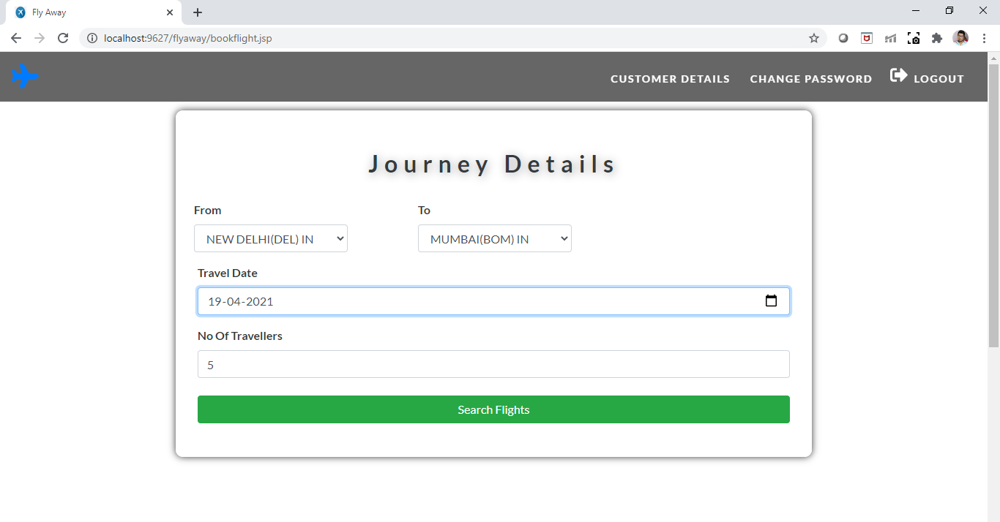 Fly Away
localhost:9627/flyaway/bookflight.jsp
CUSTOMER DETAILS CHANGE PASSWORD LOGOUT
Journey Details
From To
NEW DELHI(DEL) IN MUMBAI(BOM) IN
Travel Date
19-04-2021
No Of Travellers
5
Search Flights